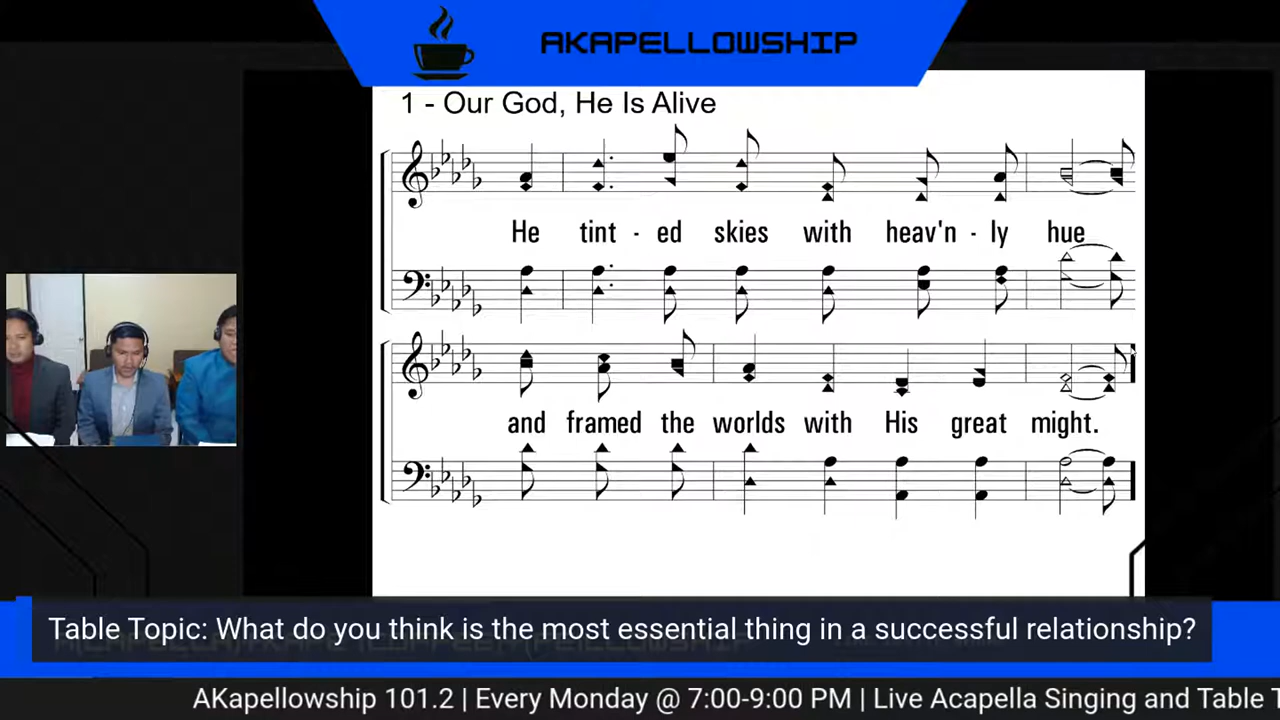 AKAPELLOWSHIP
1 - Our God, He Is Alive
He tint - ed skies with heav'n - ly hue
and framed the worlds with His great might.
Table Topic: What do you think is the most essential thing in a successful relationship?
AKapellowship 101.2 | Every Monday @ 7:00-9:00 PM | Live Acapella Singing and Table